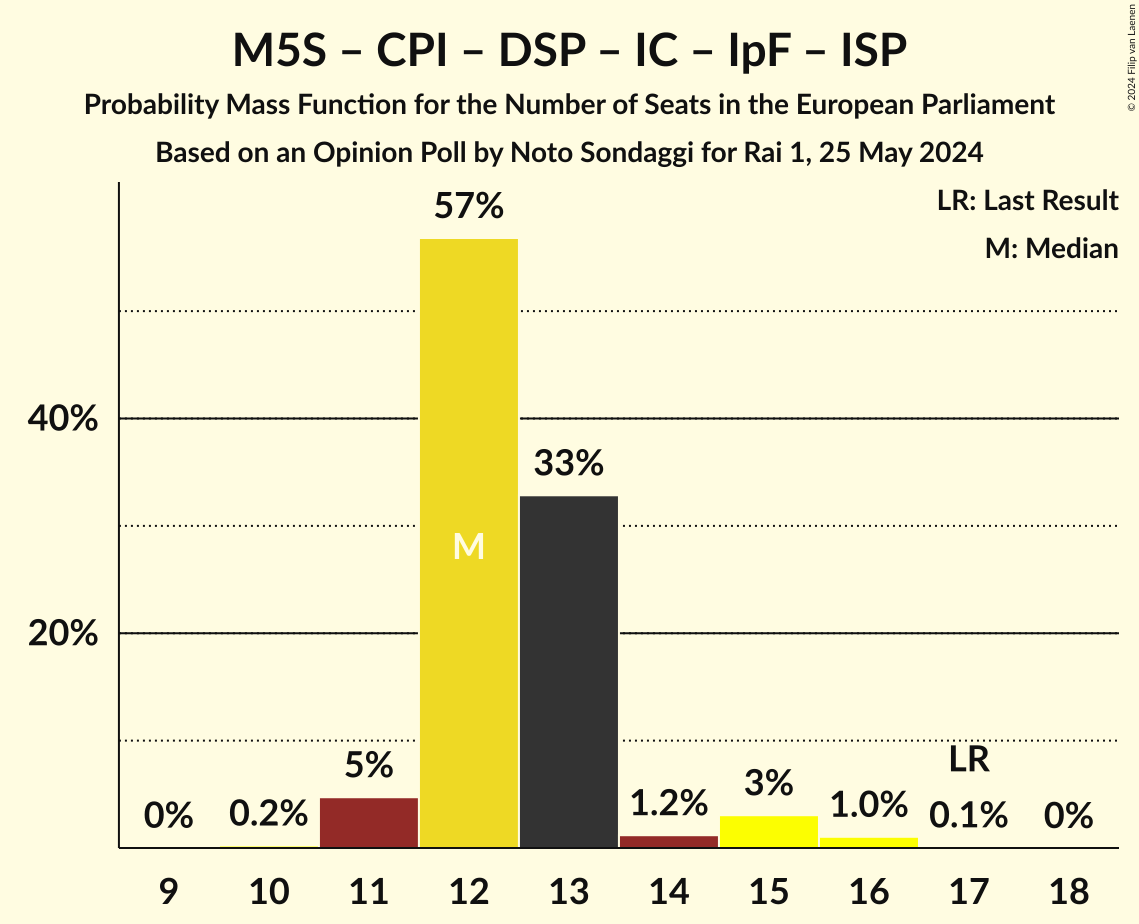 M5S – CPI – DSP – IC – IpF – ISP
Probability Mass Function for the Number of Seats in the European Parliament
Based on an Opinion Poll by Noto Sondaggi for Rai 1, 25 May 2024
© 2024 Filip van Laenen
LR: Last Result
M: Median
57%
40%
33%
M
20%
LR
5%
3%
0%
0.2%
1.2%
1.0%
0.1%
0%
9 10 11 12 13 14 15 16 17 18